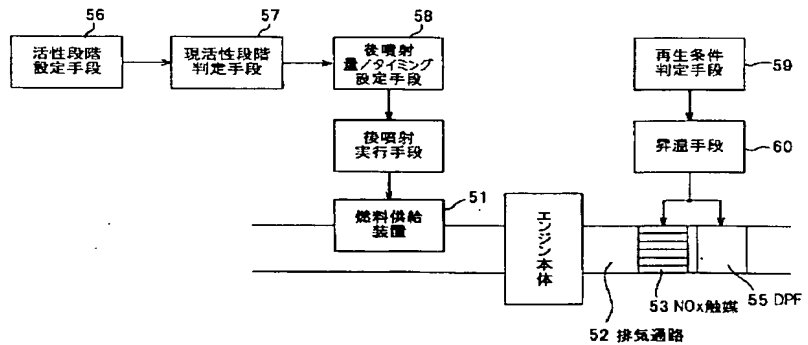 56
活性段階
設定手段
57
現活性段階
判定手段
58
後噴射
量/タイミング
設定手段
後噴射
実行手段
51
燃料供給
装置
エンジン本体
59
再生条件
判定手段
60
昇温手段
52 排気通路
53 NOx触媒
55 DPF